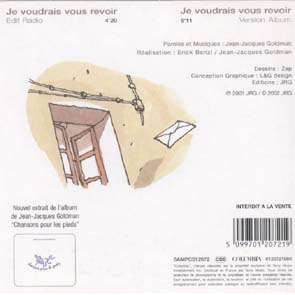 Je voudrais vous revoir
Edit Radio 4'20
Je voudrais vous revoir
5'11 Version Album
Paroles et Musiques : Jean-Jacques Goldman
Réalisation : Erick Benzi / Jean-Jacques Goldman
Dessins : Zep
Conception Graphique : L&G design
Editions : JRG
℗ 2001 JRG / © 2002 JRG
Nouvel extrait de l'album
de Jean-Jacques Goldman
"Chansons pour les pieds"
INTERDIT A LA VENTE
5 099701 207219
SAMPCS12072 COLUMBIA